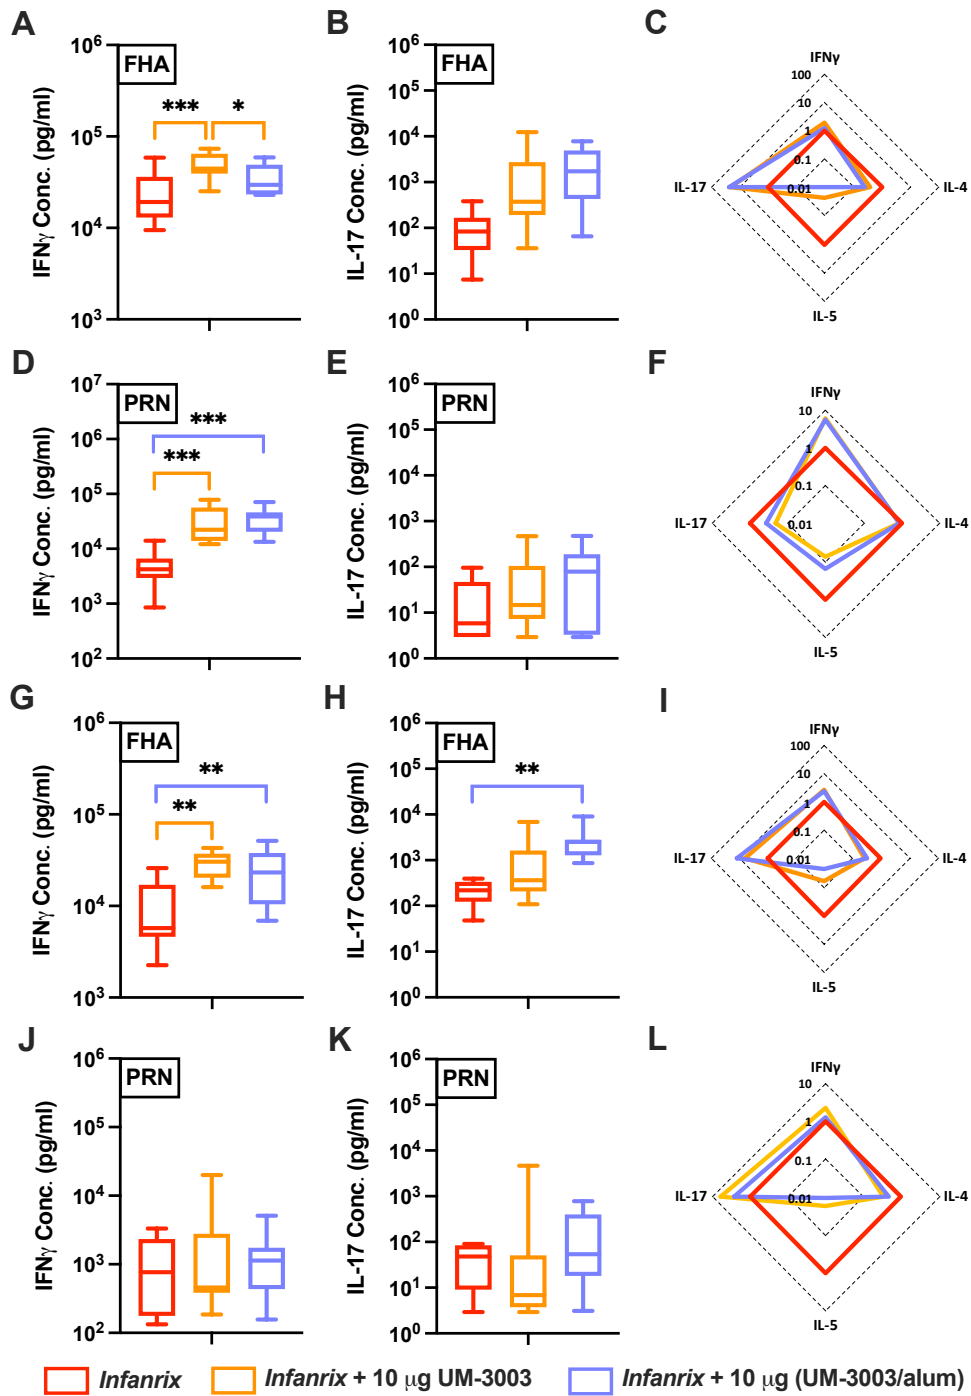 A
IFNγ Conc. (pg/ml)
10⁶
10⁵
10⁴
10³
FHA
***
*
B
IL-17 Conc. (pg/ml)
10⁶
10⁵
10⁴
10³
10²
10¹
10⁰
FHA
C
IFNγ
100
10
1
0.1
0.01
IL-17
IL-4
IL-5
D
IFNγ Conc. (pg/ml)
10⁷
10⁶
10⁵
10⁴
10³
10²
PRN
***
***
E
IL-17 Conc. (pg/ml)
10⁶
10⁵
10⁴
10³
10²
10¹
10⁰
PRN
F
IFNγ
10
1
0.1
0.01
IL-17
IL-4
IL-5
G
IFNγ Conc. (pg/ml)
10⁶
10⁵
10⁴
10³
FHA
**
**
H
IL-17 Conc. (pg/ml)
10⁶
10⁵
10⁴
10³
10²
10¹
10⁰
FHA
**
I
IFNγ
100
10
1
0.1
0.01
IL-17
IL-4
IL-5
J
IFNγ Conc. (pg/ml)
10⁶
10⁵
10⁴
10³
10²
PRN
K
IL-17 Conc. (pg/ml)
10⁶
10⁵
10⁴
10³
10²
10¹
10⁰
PRN
L
IFNγ
10
1
0.1
0.01
IL-17
IL-4
IL-5
Infanrix
Infanrix + 10 μg UM-3003
Infanrix + 10 μg (UM-3003/alum)